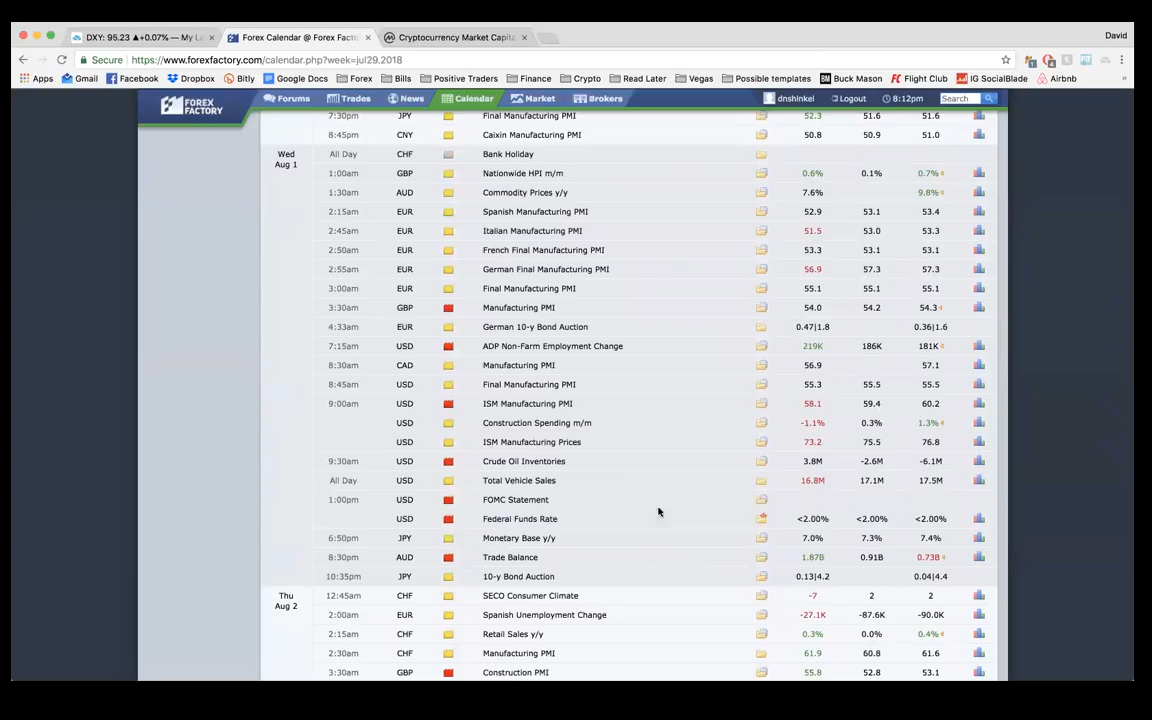 DXY: 95.23 ▲+0.07% — My La
Forex Calendar @ Forex Facto
Cryptocurrency Market Capita
David
Secure https://www.forexfactory.com/calendar.php?week=jul29.2018
Apps Gmail Facebook Dropbox Bitly Google Docs Forex Bills Positive Traders Finance Crypto Read Later Vegas Possible templates BM Buck Mason Flight Club IG SocialBlade Airbnb »
FOREX FACTORY Forums Trades News Calendar Market Brokers dnshinkel Logout 8:12pm Search
7:30pm JPY Final Manufacturing PMI 52.3 51.6 51.6
8:45pm CNY Caixin Manufacturing PMI 50.8 50.9 51.0
Wed Aug 1 All Day CHF Bank Holiday
1:00am GBP Nationwide HPI m/m 0.6% 0.1% 0.7%
1:30am AUD Commodity Prices y/y 7.6% 9.8%
2:15am EUR Spanish Manufacturing PMI 52.9 53.1 53.4
2:45am EUR Italian Manufacturing PMI 51.5 53.0 53.3
2:50am EUR French Final Manufacturing PMI 53.3 53.1 53.1
2:55am EUR German Final Manufacturing PMI 56.9 57.3 57.3
3:00am EUR Final Manufacturing PMI 55.1 55.1 55.1
3:30am GBP Manufacturing PMI 54.0 54.2 54.3
4:33am EUR German 10-y Bond Auction 0.47|1.8 0.36|1.6
7:15am USD ADP Non-Farm Employment Change 219K 186K 181K
8:30am CAD Manufacturing PMI 56.9 57.1
8:45am USD Final Manufacturing PMI 55.3 55.5 55.5
9:00am USD ISM Manufacturing PMI 58.1 59.4 60.2
USD Construction Spending m/m -1.1% 0.3% 1.3%
USD ISM Manufacturing Prices 73.2 75.5 76.8
9:30am USD Crude Oil Inventories 3.8M -2.6M -6.1M
All Day USD Total Vehicle Sales 16.8M 17.1M 17.5M
1:00pm USD FOMC Statement
USD Federal Funds Rate <2.00% <2.00% <2.00%
6:50pm JPY Monetary Base y/y 7.0% 7.3% 7.4%
8:30pm AUD Trade Balance 1.87B 0.91B 0.73B
10:35pm JPY 10-y Bond Auction 0.13|4.2 0.04|4.4
Thu Aug 2 12:45am CHF SECO Consumer Climate -7 2 2
2:00am EUR Spanish Unemployment Change -27.1K -87.6K -90.0K
2:15am CHF Retail Sales y/y 0.3% 0.0% 0.4%
2:30am CHF Manufacturing PMI 61.9 60.8 61.6
3:30am GBP Construction PMI 55.8 52.8 53.1